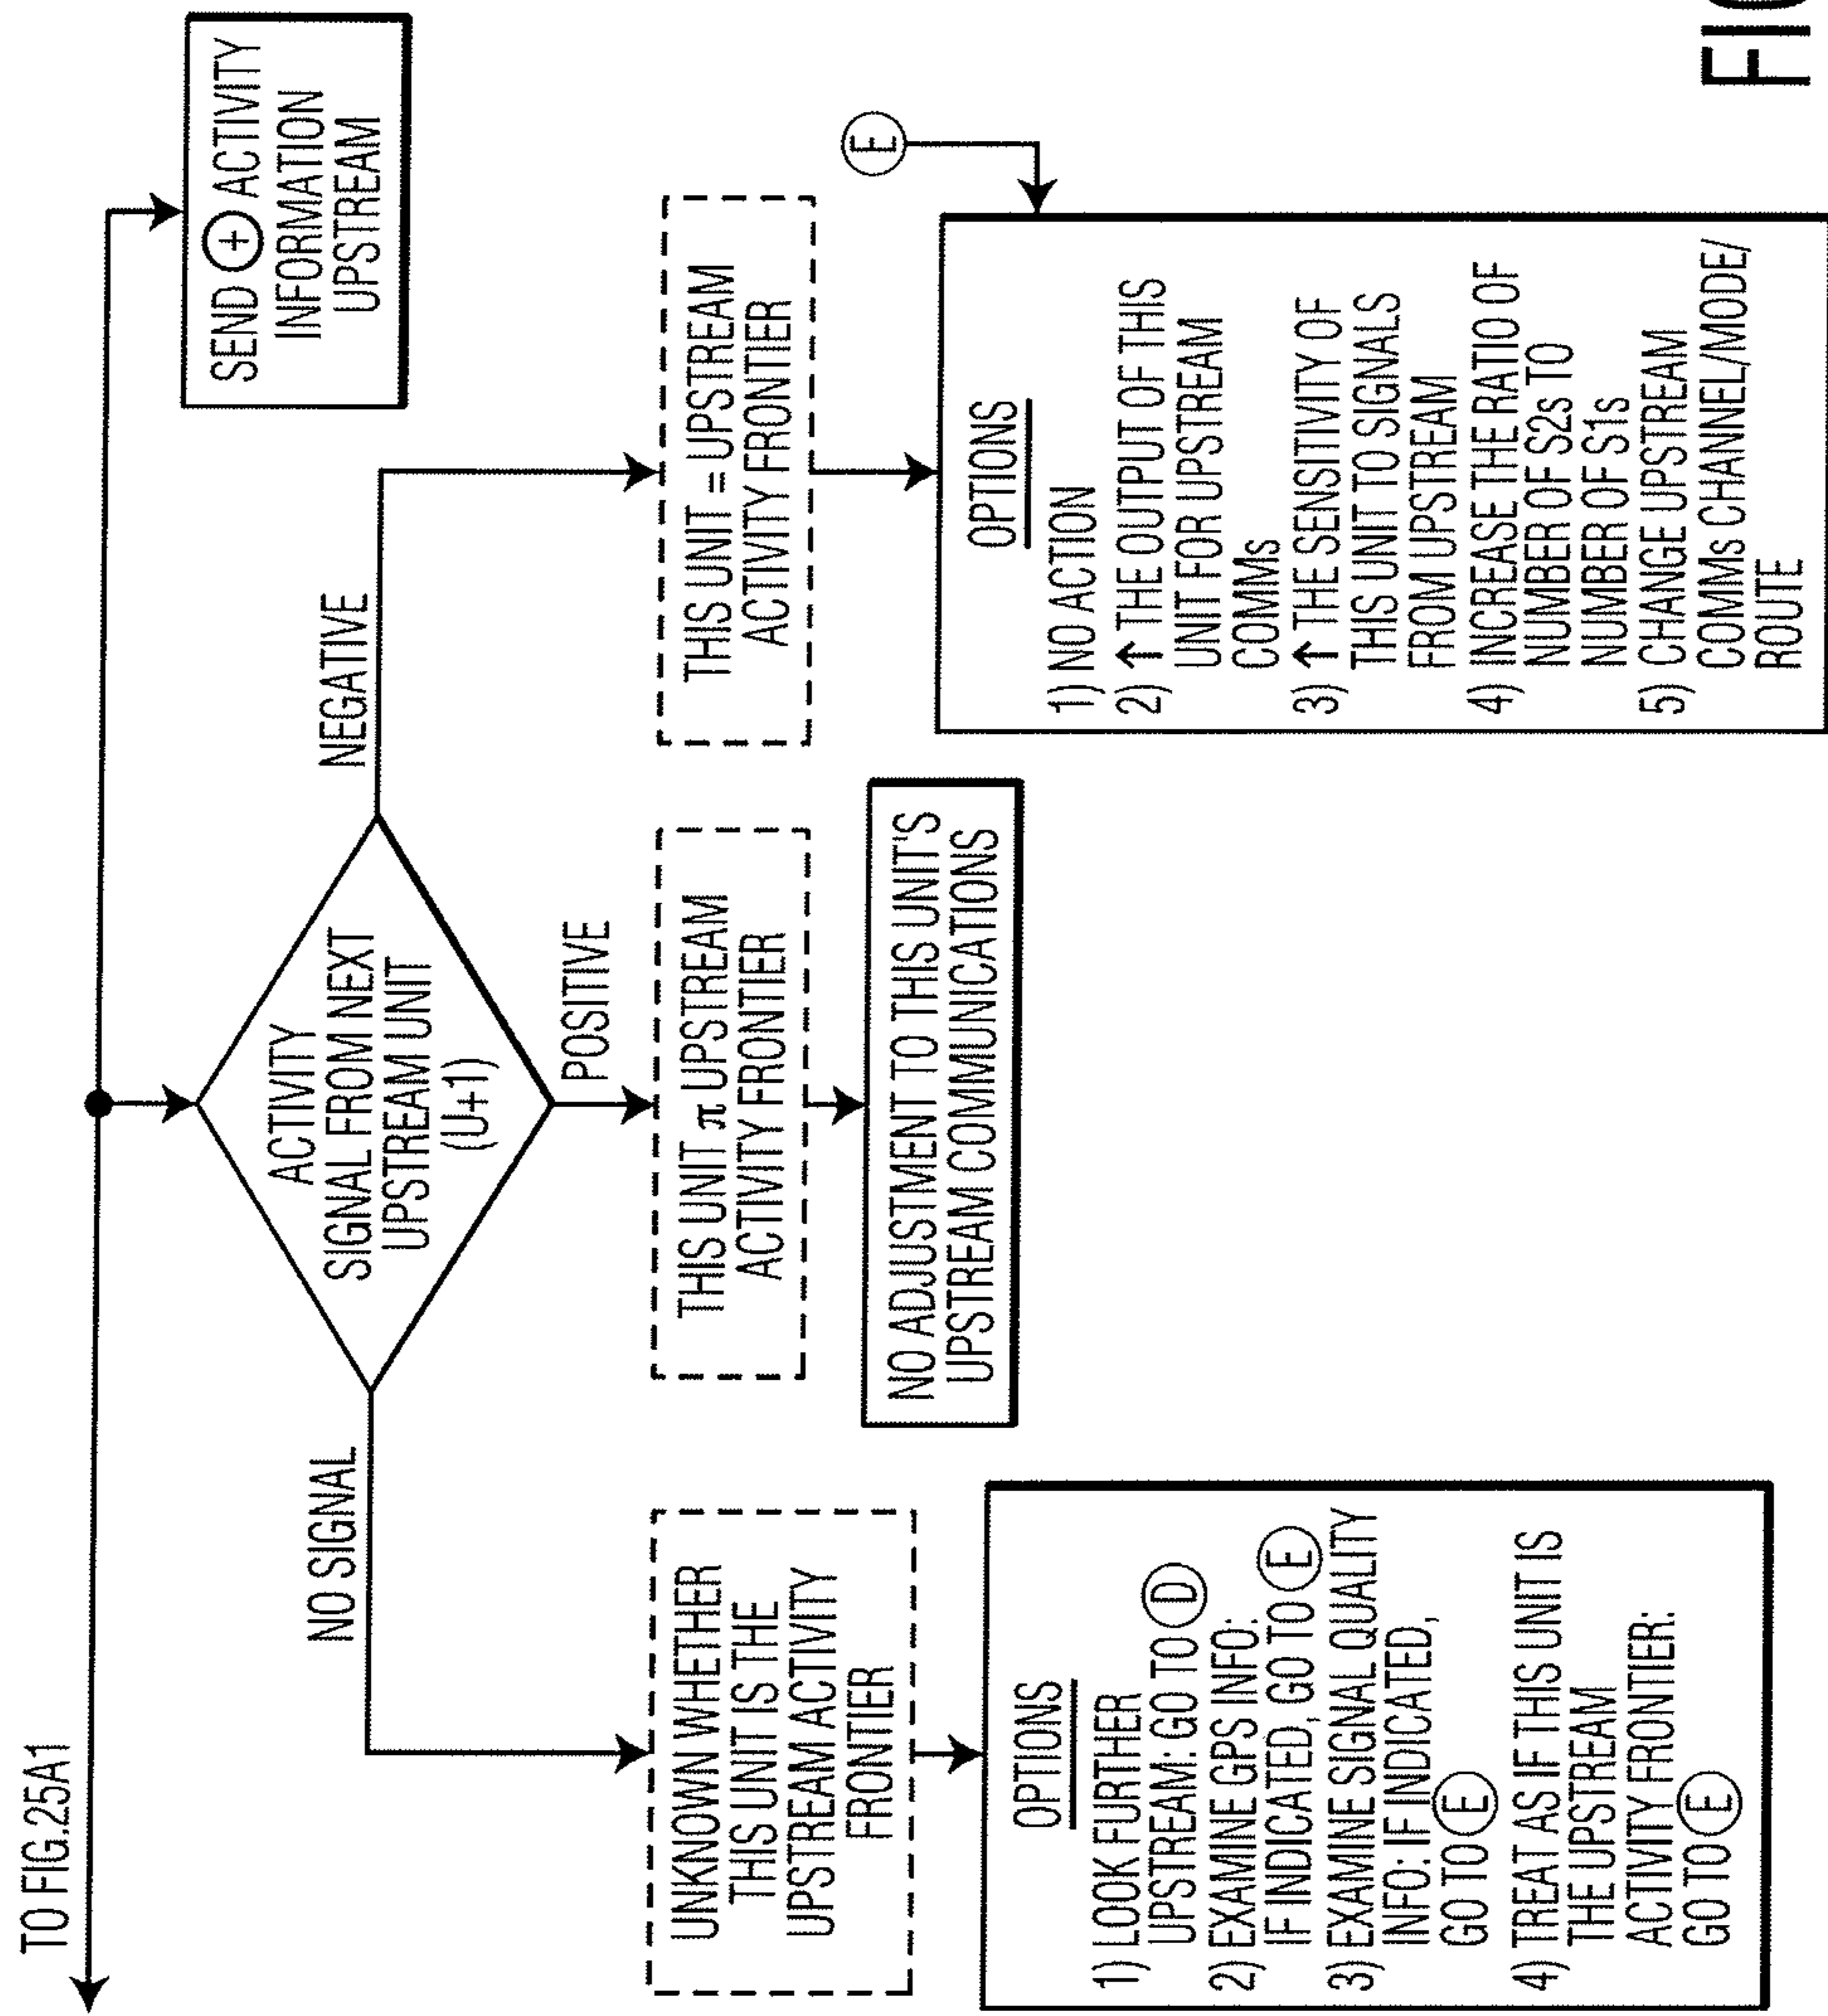 TO FIG.25A1
SEND + ACTIVITY
INFORMATION
UPSTREAM
ACTIVITY
SIGNAL FROM NEXT
UPSTREAM UNIT
(U+1)
NO SIGNAL
POSITIVE
NEGATIVE
UNKNOWN WHETHER
THIS UNIT IS THE
UPSTREAM ACTIVITY
FRONTIER
THIS UNIT π UPSTREAM
ACTIVITY FRONTIER
THIS UNIT = UPSTREAM
ACTIVITY FRONTIER
E
OPTIONS
1) LOOK FURTHER
UPSTREAM: GO TO D
2) EXAMINE GPS INFO:
IF INDICATED, GO TO E
3) EXAMINE SIGNAL QUALITY
INFO: IF INDICATED,
GO TO E
4) TREAT AS IF THIS UNIT IS
THE UPSTREAM
ACTIVITY FRONTIER:
GO TO E
NO ADJUSTMENT TO THIS UNIT'S
UPSTREAM COMMUNICATIONS
OPTIONS
1) NO ACTION
2) ↑ THE OUTPUT OF THIS
UNIT FOR UPSTREAM
COMMs
3) ↑ THE SENSITIVITY OF
THIS UNIT TO SIGNALS
FROM UPSTREAM
4) INCREASE THE RATIO OF
NUMBER OF S2s TO
NUMBER OF S1s
5) CHANGE UPSTREAM
COMMs CHANNEL/MODE/
ROUTE